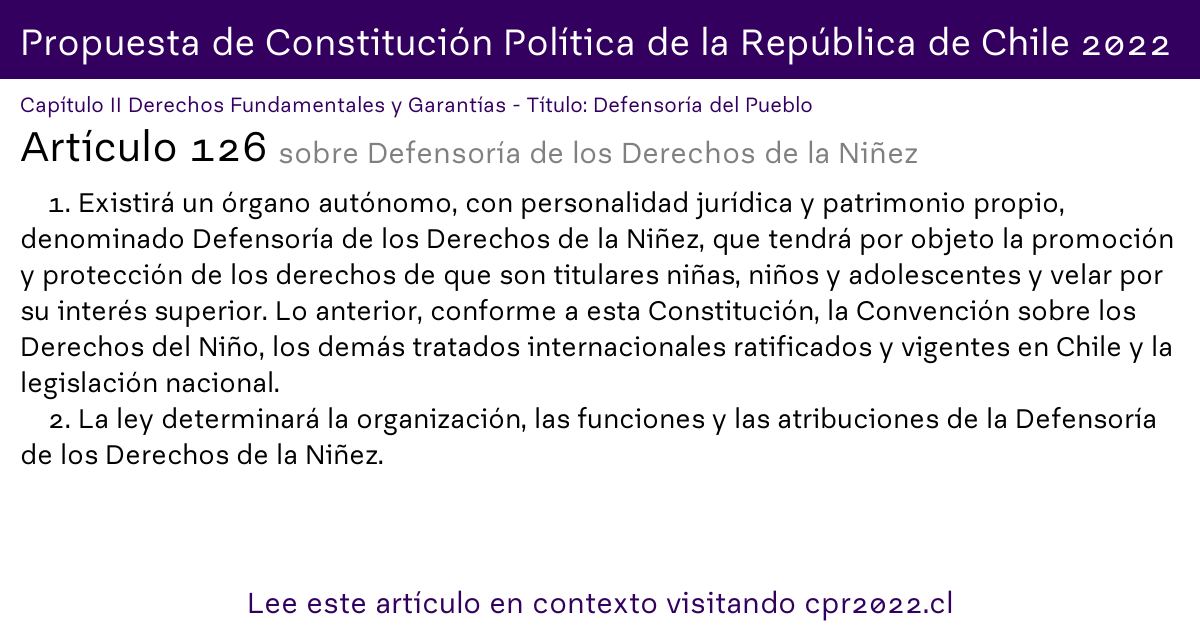 Propuesta de Constitución Política de la República de Chile 2022
Capítulo II Derechos Fundamentales y Garantías - Título: Defensoría del Pueblo
Artículo 126 sobre Defensoría de los Derechos de la Niñez
1. Existirá un órgano autónomo, con personalidad jurídica y patrimonio propio,
denominado Defensoría de los Derechos de la Niñez, que tendrá por objeto la promoción
y protección de los derechos de que son titulares niñas, niños y adolescentes y velar por
su interés superior. Lo anterior, conforme a esta Constitución, la Convención sobre los
Derechos del Niño, los demás tratados internacionales ratificados y vigentes en Chile y la
legislación nacional.
2. La ley determinará la organización, las funciones y las atribuciones de la Defensoría
de los Derechos de la Niñez.
Lee este artículo en contexto visitando cpr2022.cl